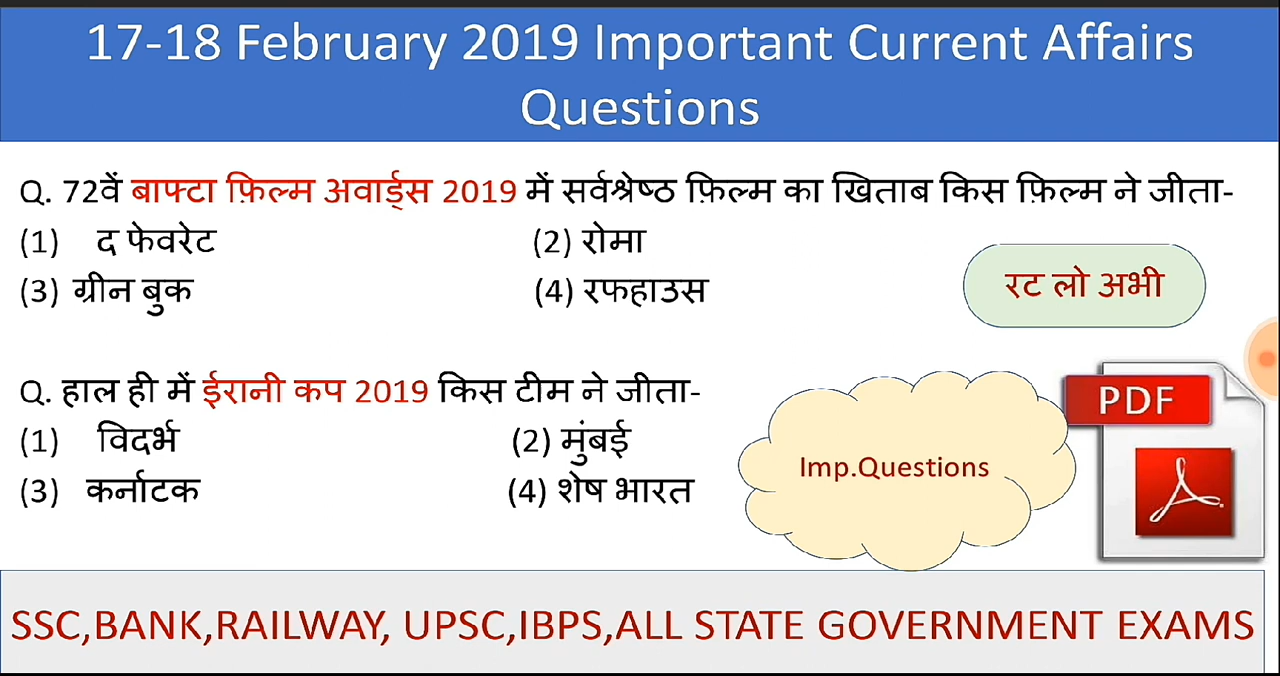 17-18 February 2019 Important Current Affairs
Questions
Q. 72वें बाफ्टा फ़िल्म अवार्ड्स 2019 में सर्वश्रेष्ठ फ़िल्म का खिताब किस फ़िल्म ने जीता-
(1) द फेवरेट (2) रोमा
(3) ग्रीन बुक (4) रफहाउस
रट लो अभी
Q. हाल ही में ईरानी कप 2019 किस टीम ने जीता-
(1) विदर्भ (2) मुंबई
(3) कर्नाटक (4) शेष भारत
Imp.Questions
PDF
SSC,BANK,RAILWAY, UPSC,IBPS,ALL STATE GOVERNMENT EXAMS